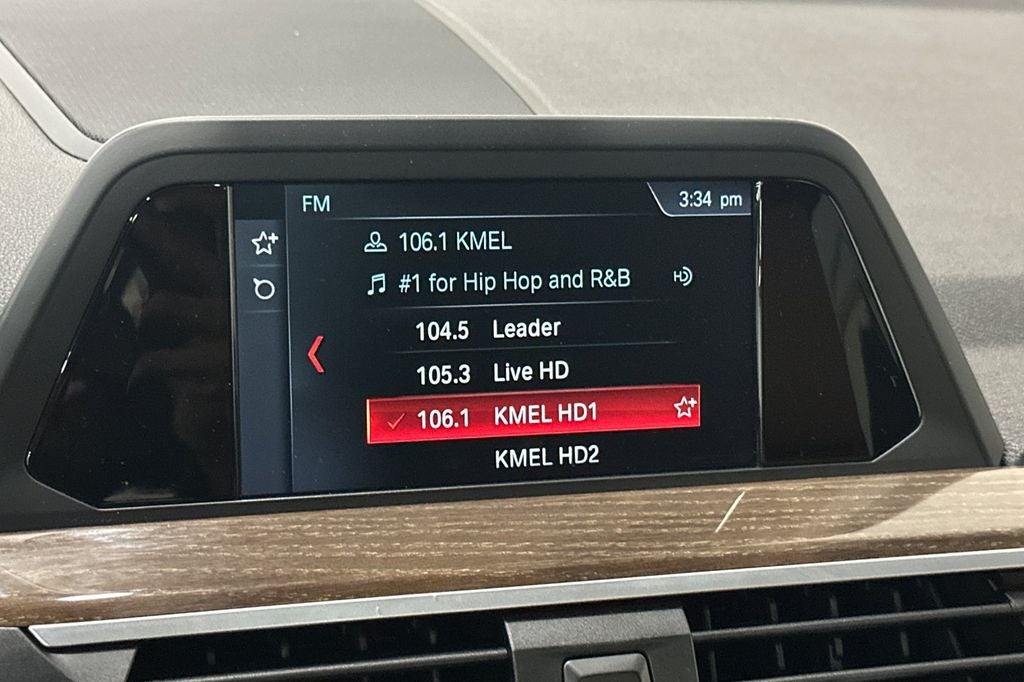 FM 3:34 pm
106.1 KMEL
#1 for Hip Hop and R&B HD
104.5 Leader
105.3 Live HD
106.1 KMEL HD1
KMEL HD2